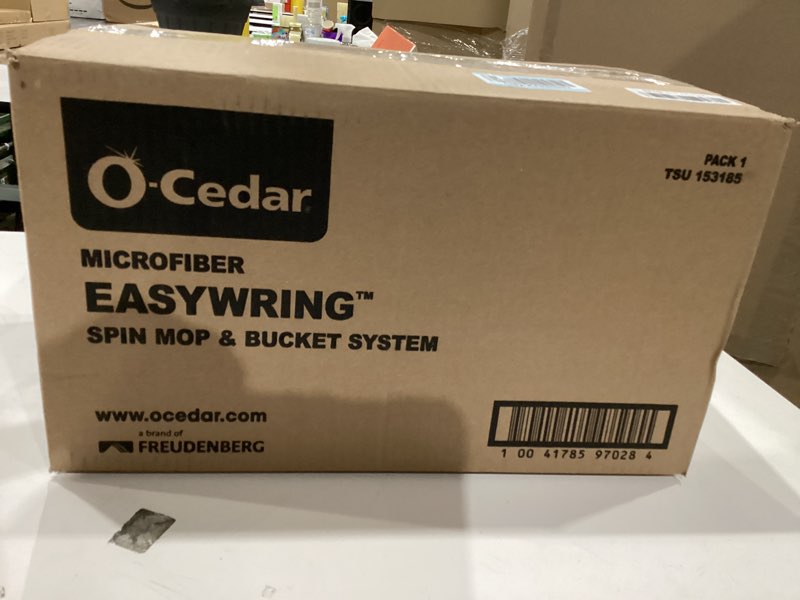 O-Cedar
PACK 1
TSU 153185
MICROFIBER
EASYWRING™
SPIN MOP & BUCKET SYSTEM
www.ocedar.com
a brand of
FREUDENBERG
1 00 41785 97028 4